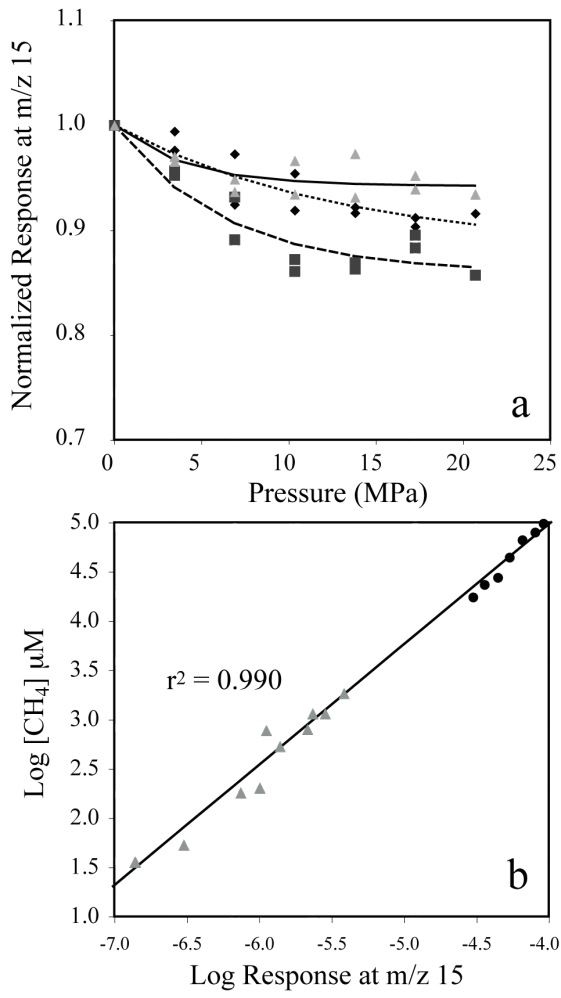 Normalized Response at m/z 15
1.1
1.0
0.9
0.8
0.7
a
0 5 10 15 20 25
Pressure (MPa)
Log [CH₄] µM
5.0
4.5
4.0
3.5
3.0
2.5
2.0
1.5
1.0
r² = 0.990
b
-7.0 -6.5 -6.0 -5.5 -5.0 -4.5 -4.0
Log Response at m/z 15